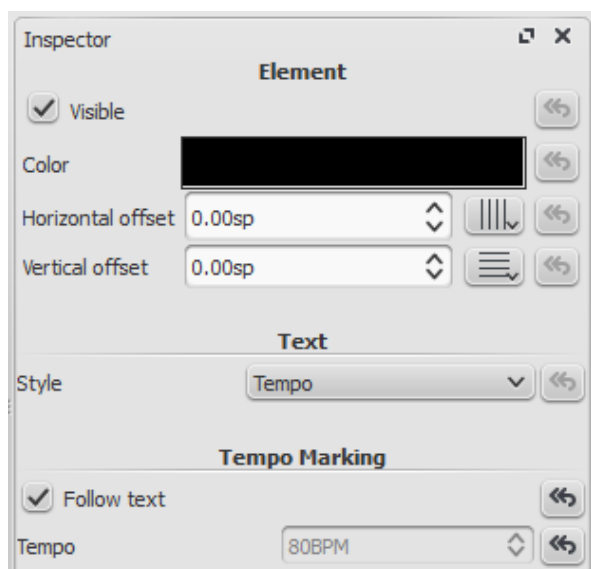 Inspector
Element
Visible
Color
Horizontal offset 0.00sp
Vertical offset 0.00sp
Text
Style Tempo
Tempo Marking
Follow text
Tempo 80BPM